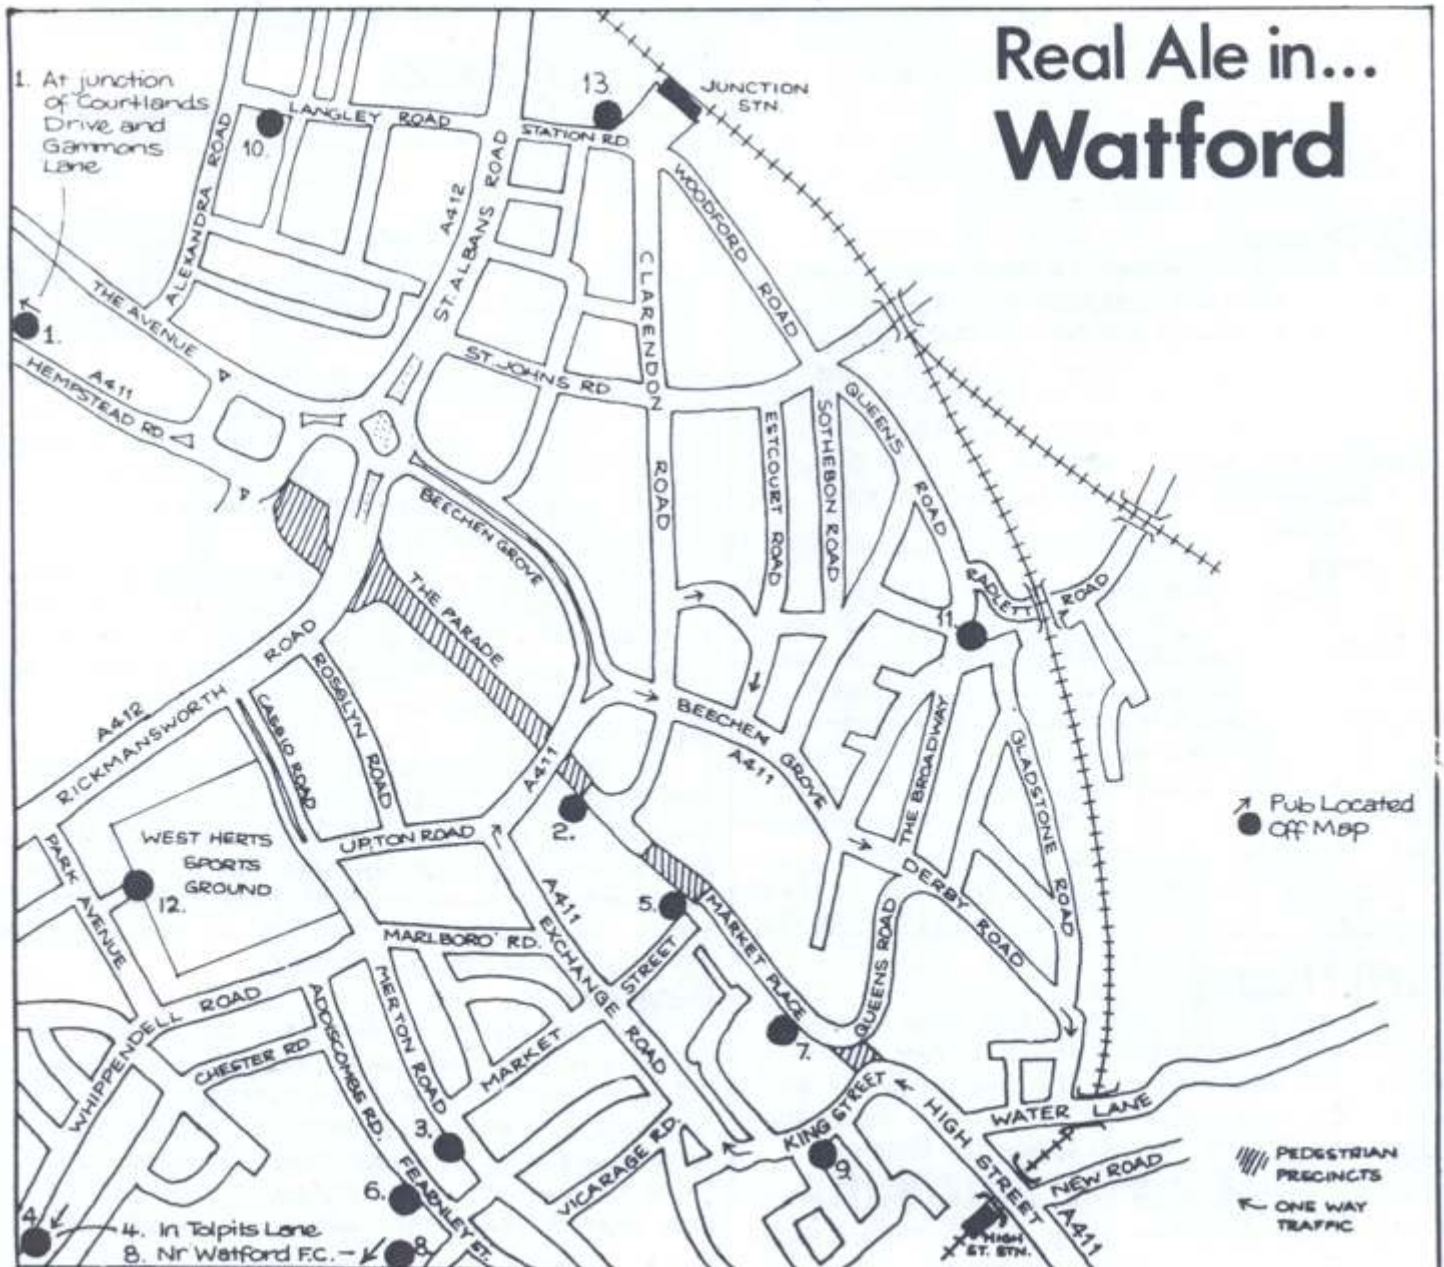 Real Ale in...
Watford
1. At junction
of Courtlands
Drive and
Gammons
Lane
10.
LANGLEY ROAD
13.
STATION RD.
JUNCTION
STN.
ALEXANDRA ROAD
A412
ST. ALBANS ROAD
WOODFORD ROAD
CLARENDON
ROAD
THE AVENUE
1.
A411
HEMPSTEAD RD
ST. JOHNS RD
QUEENS
ROAD
ESTCOURT ROAD
SOTHEBON ROAD
BEECHEN GROVE
THE PARADE
RADLETT ROAD
11.
A412
RICKMANSWORTH ROAD
ROSSLYN ROAD
CASSIO ROAD
BEECHEN GROVE
A411
A411
THE BROADWAY
GLADSTONE ROAD
Pub Located
Off Map
2.
UPTON ROAD
PARK AVENUE
WEST HERTS
SPORTS
GROUND
12.
A411
EXCHANGE ROAD
5.
MARKET PLACE
DERBY ROAD
QUEENS ROAD
MARLBORO' RD.
MARKET STREET
MERTON ROAD
ADDISCOMBE RD.
WHIPPENDELL ROAD
CHESTER RD
7.
KING STREET
HIGH STREET
WATER LANE
NEW ROAD
A411
3.
VICARAGE RD.
9.
6.
FEARNLEY ST.
HIGH
ST. STN.
PEDESTRIAN
PRECINCTS
ONE WAY
TRAFFIC
4.
4. In Tolpits Lane
8. Nr Watford F.C.
8.